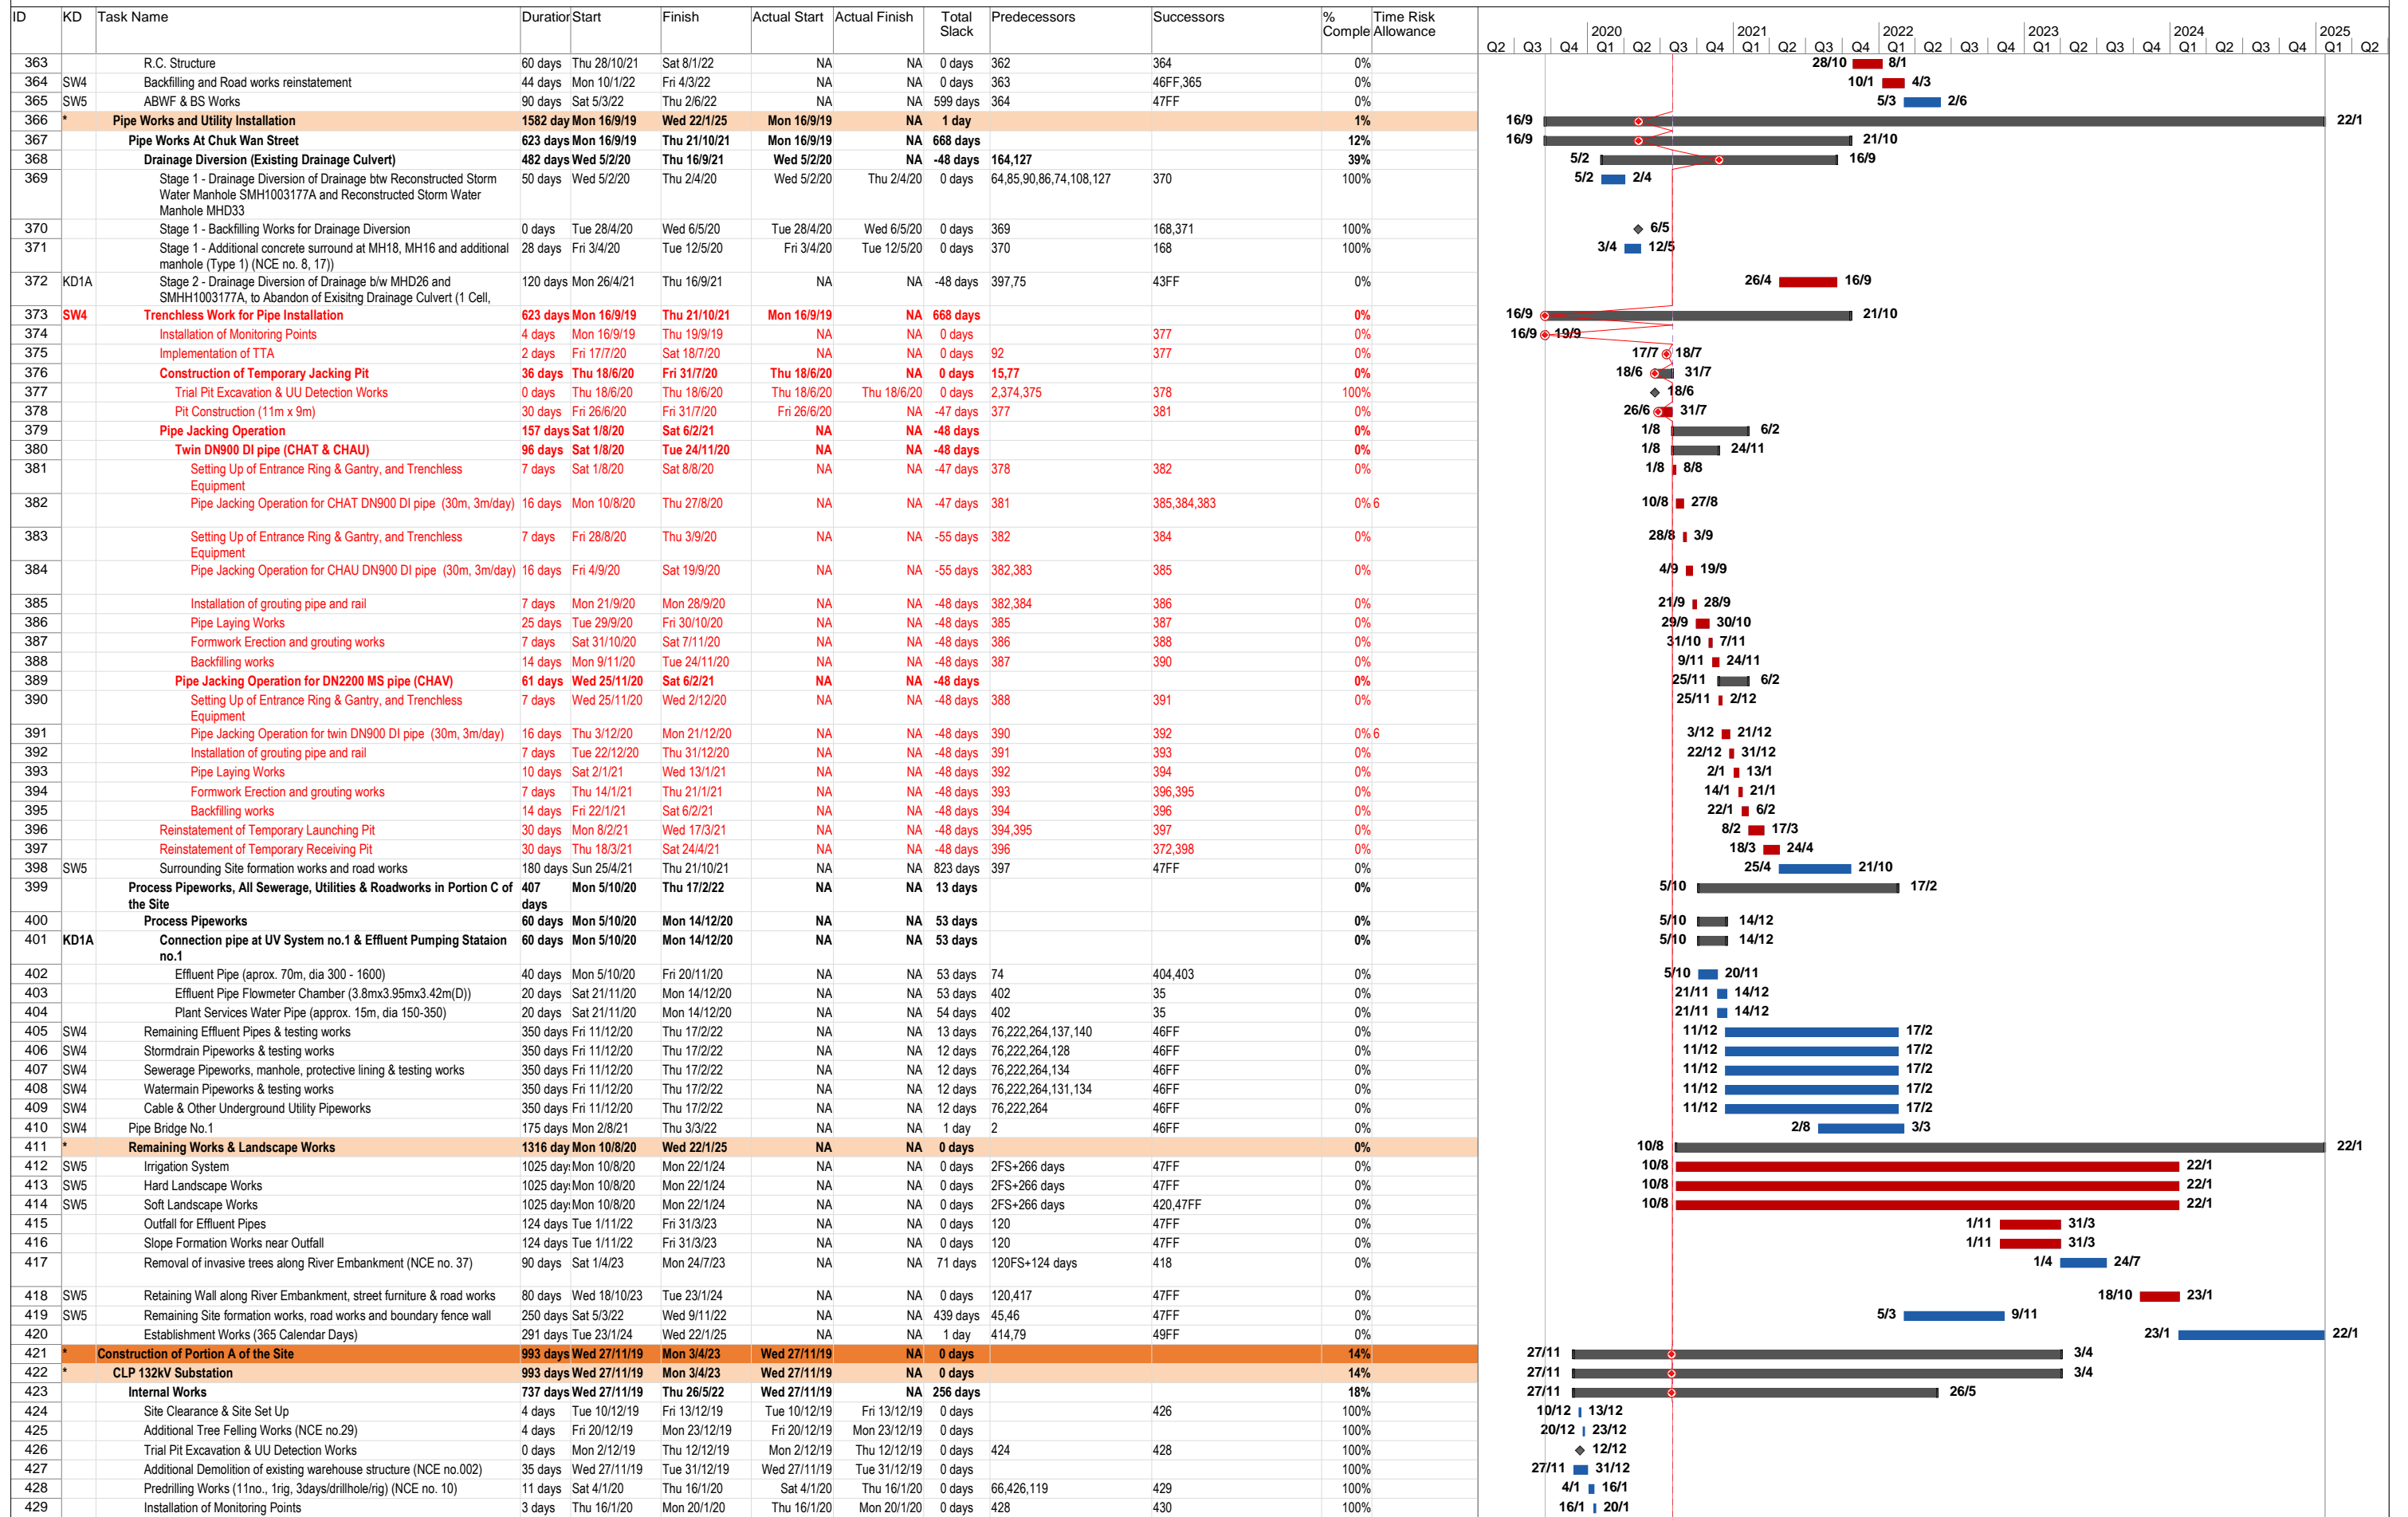 ID KD Task Name Duration Start Finish Actual Start Actual Finish Total Slack Predecessors Successors % Comple Time Risk Allowance
2020 2021 2022 2023 2024 2025
Q2 Q3 Q4 Q1 Q2 Q3 Q4 Q1 Q2 Q3 Q4 Q1 Q2 Q3 Q4 Q1 Q2 Q3 Q4 Q1 Q2 Q3 Q4 Q1 Q2
363 R.C. Structure 60 days Thu 28/10/21 Sat 8/1/22 NA NA 0 days 362 364 0% 28/10 8/1
364 SW4 Backfilling and Road works reinstatement 44 days Mon 10/1/22 Fri 4/3/22 NA NA 0 days 363 46FF,365 0% 10/1 4/3
365 SW5 ABWF & BS Works 90 days Sat 5/3/22 Thu 2/6/22 NA NA 599 days 364 47FF 0% 5/3 2/6
366 * Pipe Works and Utility Installation 1582 day Mon 16/9/19 Wed 22/1/25 Mon 16/9/19 NA 1 day 1% 16/9 22/1
367 Pipe Works At Chuk Wan Street 623 days Mon 16/9/19 Thu 21/10/21 Mon 16/9/19 NA 668 days 12% 16/9 21/10
368 Drainage Diversion (Existing Drainage Culvert) 482 days Wed 5/2/20 Thu 16/9/21 Wed 5/2/20 NA -48 days 164,127 39% 5/2 16/9
369 Stage 1 - Drainage Diversion of Drainage btw Reconstructed Storm 50 days Wed 5/2/20 Thu 2/4/20 Wed 5/2/20 Thu 2/4/20 0 days 64,85,90,86,74,108,127 370 100% 5/2 2/4
Water Manhole SMH1003177A and Reconstructed Storm Water
Manhole MHD33
370 Stage 1 - Backfilling Works for Drainage Diversion 0 days Tue 28/4/20 Wed 6/5/20 Tue 28/4/20 Wed 6/5/20 0 days 369 168,371 100% 6/5
371 Stage 1 - Additional concrete surround at MH18, MH16 and additional 28 days Fri 3/4/20 Tue 12/5/20 Fri 3/4/20 Tue 12/5/20 0 days 370 168 100% 3/4 12/5
manhole (Type 1) (NCE no. 8, 17))
372 KD1A Stage 2 - Drainage Diversion of Drainage b/w MHD26 and 120 days Mon 26/4/21 Thu 16/9/21 NA NA -48 days 397,75 43FF 0% 26/4 16/9
SMHH1003177A, to Abandon of Exisitng Drainage Culvert (1 Cell,
373 SW4 Trenchless Work for Pipe Installation 623 days Mon 16/9/19 Thu 21/10/21 Mon 16/9/19 NA 668 days 0% 16/9 21/10
374 Installation of Monitoring Points 4 days Mon 16/9/19 Thu 19/9/19 NA NA 0 days 377 0% 16/9 19/9
375 Implementation of TTA 2 days Fri 17/7/20 Sat 18/7/20 NA NA 0 days 92 377 0% 17/7 18/7
376 Construction of Temporary Jacking Pit 36 days Thu 18/6/20 Fri 31/7/20 Thu 18/6/20 NA 0 days 15,77 0% 18/6 31/7
377 Trial Pit Excavation & UU Detection Works 0 days Thu 18/6/20 Thu 18/6/20 Thu 18/6/20 Thu 18/6/20 0 days 2,374,375 378 100% 18/6
378 Pit Construction (11m x 9m) 30 days Fri 26/6/20 Fri 31/7/20 Fri 26/6/20 NA -47 days 377 381 0% 26/6 31/7
379 Pipe Jacking Operation 157 days Sat 1/8/20 Sat 6/2/21 NA NA -48 days 0% 1/8 6/2
380 Twin DN900 DI pipe (CHAT & CHAU) 96 days Sat 1/8/20 Tue 24/11/20 NA NA -48 days 0% 1/8 24/11
381 Setting Up of Entrance Ring & Gantry, and Trenchless 7 days Sat 1/8/20 Sat 8/8/20 NA NA -47 days 378 382 0% 1/8 8/8
Equipment
382 Pipe Jacking Operation for CHAT DN900 DI pipe (30m, 3m/day) 16 days Mon 10/8/20 Thu 27/8/20 NA NA -47 days 381 385,384,383 0% 6 10/8 27/8
383 Setting Up of Entrance Ring & Gantry, and Trenchless 7 days Fri 28/8/20 Thu 3/9/20 NA NA -55 days 382 384 0% 28/8 3/9
Equipment
384 Pipe Jacking Operation for CHAU DN900 DI pipe (30m, 3m/day) 16 days Fri 4/9/20 Sat 19/9/20 NA NA -55 days 382,383 385 0% 4/9 19/9
385 Installation of grouting pipe and rail 7 days Mon 21/9/20 Mon 28/9/20 NA NA -48 days 382,384 386 0% 21/9 28/9
386 Pipe Laying Works 25 days Tue 29/9/20 Fri 30/10/20 NA NA -48 days 385 387 0% 29/9 30/10
387 Formwork Erection and grouting works 7 days Sat 31/10/20 Sat 7/11/20 NA NA -48 days 386 388 0% 31/10 7/11
388 Backfilling works 14 days Mon 9/11/20 Tue 24/11/20 NA NA -48 days 387 390 0% 9/11 24/11
389 Pipe Jacking Operation for DN2200 MS pipe (CHAV) 61 days Wed 25/11/20 Sat 6/2/21 NA NA -48 days 0% 25/11 6/2
390 Setting Up of Entrance Ring & Gantry, and Trenchless 7 days Wed 25/11/20 Wed 2/12/20 NA NA -48 days 388 391 0% 25/11 2/12
Equipment
391 Pipe Jacking Operation for twin DN900 DI pipe (30m, 3m/day) 16 days Thu 3/12/20 Mon 21/12/20 NA NA -48 days 390 392 0% 6 3/12 21/12
392 Installation of grouting pipe and rail 7 days Tue 22/12/20 Thu 31/12/20 NA NA -48 days 391 393 0% 22/12 31/12
393 Pipe Laying Works 10 days Sat 2/1/21 Wed 13/1/21 NA NA -48 days 392 394 0% 2/1 13/1
394 Formwork Erection and grouting works 7 days Thu 14/1/21 Thu 21/1/21 NA NA -48 days 393 396,395 0% 14/1 21/1
395 Backfilling works 14 days Fri 22/1/21 Sat 6/2/21 NA NA -48 days 394 396 0% 22/1 6/2
396 Reinstatement of Temporary Launching Pit 30 days Mon 8/2/21 Wed 17/3/21 NA NA -48 days 394,395 397 0% 8/2 17/3
397 Reinstatement of Temporary Receiving Pit 30 days Thu 18/3/21 Sat 24/4/21 NA NA -48 days 396 372,398 0% 18/3 24/4
398 SW5 Surrounding Site formation works and road works 180 days Sun 25/4/21 Thu 21/10/21 NA NA 823 days 397 47FF 0% 25/4 21/10
399 Process Pipeworks, All Sewerage, Utilities & Roadworks in Portion C of 407 Mon 5/10/20 Thu 17/2/22 NA NA 13 days 0% 5/10 17/2
the Site days
400 Process Pipeworks 60 days Mon 5/10/20 Mon 14/12/20 NA NA 53 days 0% 5/10 14/12
401 KD1A Connection pipe at UV System no.1 & Effluent Pumping Stataion 60 days Mon 5/10/20 Mon 14/12/20 NA NA 53 days 0% 5/10 14/12
no.1
402 Effluent Pipe (aprox. 70m, dia 300 - 1600) 40 days Mon 5/10/20 Fri 20/11/20 NA NA 53 days 74 404,403 0% 5/10 20/11
403 Effluent Pipe Flowmeter Chamber (3.8mx3.95mx3.42m(D)) 20 days Sat 21/11/20 Mon 14/12/20 NA NA 53 days 402 35 0% 21/11 14/12
404 Plant Services Water Pipe (approx. 15m, dia 150-350) 20 days Sat 21/11/20 Mon 14/12/20 NA NA 54 days 402 35 0% 21/11 14/12
405 SW4 Remaining Effluent Pipes & testing works 350 days Fri 11/12/20 Thu 17/2/22 NA NA 13 days 76,222,264,137,140 46FF 0% 11/12 17/2
406 SW4 Stormdrain Pipeworks & testing works 350 days Fri 11/12/20 Thu 17/2/22 NA NA 12 days 76,222,264,128 46FF 0% 11/12 17/2
407 SW4 Sewerage Pipeworks, manhole, protective lining & testing works 350 days Fri 11/12/20 Thu 17/2/22 NA NA 12 days 76,222,264,134 46FF 0% 11/12 17/2
408 SW4 Watermain Pipeworks & testing works 350 days Fri 11/12/20 Thu 17/2/22 NA NA 12 days 76,222,264,131,134 46FF 0% 11/12 17/2
409 SW4 Cable & Other Underground Utility Pipeworks 350 days Fri 11/12/20 Thu 17/2/22 NA NA 12 days 76,222,264 46FF 0% 11/12 17/2
410 SW4 Pipe Bridge No.1 175 days Mon 2/8/21 Thu 3/3/22 NA NA 1 day 2 46FF 0% 2/8 3/3
411 * Remaining Works & Landscape Works 1316 day Mon 10/8/20 Wed 22/1/25 NA NA 0 days 0% 10/8 22/1
412 SW5 Irrigation System 1025 day Mon 10/8/20 Mon 22/1/24 NA NA 0 days 2FS+266 days 47FF 0% 10/8 22/1
413 SW5 Hard Landscape Works 1025 day Mon 10/8/20 Mon 22/1/24 NA NA 0 days 2FS+266 days 47FF 0% 10/8 22/1
414 SW5 Soft Landscape Works 1025 day Mon 10/8/20 Mon 22/1/24 NA NA 0 days 2FS+266 days 420,47FF 0% 10/8 22/1
415 Outfall for Effluent Pipes 124 days Tue 1/11/22 Fri 31/3/23 NA NA 0 days 120 47FF 0% 1/11 31/3
416 Slope Formation Works near Outfall 124 days Tue 1/11/22 Fri 31/3/23 NA NA 0 days 120 47FF 0% 1/11 31/3
417 Removal of invasive trees along River Embankment (NCE no. 37) 90 days Sat 1/4/23 Mon 24/7/23 NA NA 71 days 120FS+124 days 418 0% 1/4 24/7
418 SW5 Retaining Wall along River Embankment, street furniture & road works 80 days Wed 18/10/23 Tue 23/1/24 NA NA 0 days 120,417 47FF 0% 18/10 23/1
419 SW5 Remaining Site formation works, road works and boundary fence wall 250 days Sat 5/3/22 Wed 9/11/22 NA NA 439 days 45,46 47FF 0% 5/3 9/11
420 Establishment Works (365 Calendar Days) 291 days Tue 23/1/24 Wed 22/1/25 NA NA 1 day 414,79 49FF 0% 23/1 22/1
421 * Construction of Portion A of the Site 993 days Wed 27/11/19 Mon 3/4/23 Wed 27/11/19 NA 0 days 14% 27/11 3/4
422 * CLP 132kV Substation 993 days Wed 27/11/19 Mon 3/4/23 Wed 27/11/19 NA 0 days 14% 27/11 3/4
423 Internal Works 737 days Wed 27/11/19 Thu 26/5/22 Wed 27/11/19 NA 256 days 18% 27/11 26/5
424 Site Clearance & Site Set Up 4 days Tue 10/12/19 Fri 13/12/19 Tue 10/12/19 Fri 13/12/19 0 days 426 100% 10/12 13/12
425 Additional Tree Felling Works (NCE no.29) 4 days Fri 20/12/19 Mon 23/12/19 Fri 20/12/19 Mon 23/12/19 0 days 100% 20/12 23/12
426 Trial Pit Excavation & UU Detection Works 0 days Mon 2/12/19 Thu 12/12/19 Mon 2/12/19 Thu 12/12/19 0 days 424 428 100% 12/12
427 Additional Demolition of existing warehouse structure (NCE no.002) 35 days Wed 27/11/19 Tue 31/12/19 Wed 27/11/19 Tue 31/12/19 0 days 100% 27/11 31/12
428 Predrilling Works (11no., 1rig, 3days/drillhole/rig) (NCE no. 10) 11 days Sat 4/1/20 Thu 16/1/20 Sat 4/1/20 Thu 16/1/20 0 days 66,426,119 429 100% 4/1 16/1
429 Installation of Monitoring Points 3 days Thu 16/1/20 Mon 20/1/20 Thu 16/1/20 Mon 20/1/20 0 days 428 430 100% 16/1 20/1